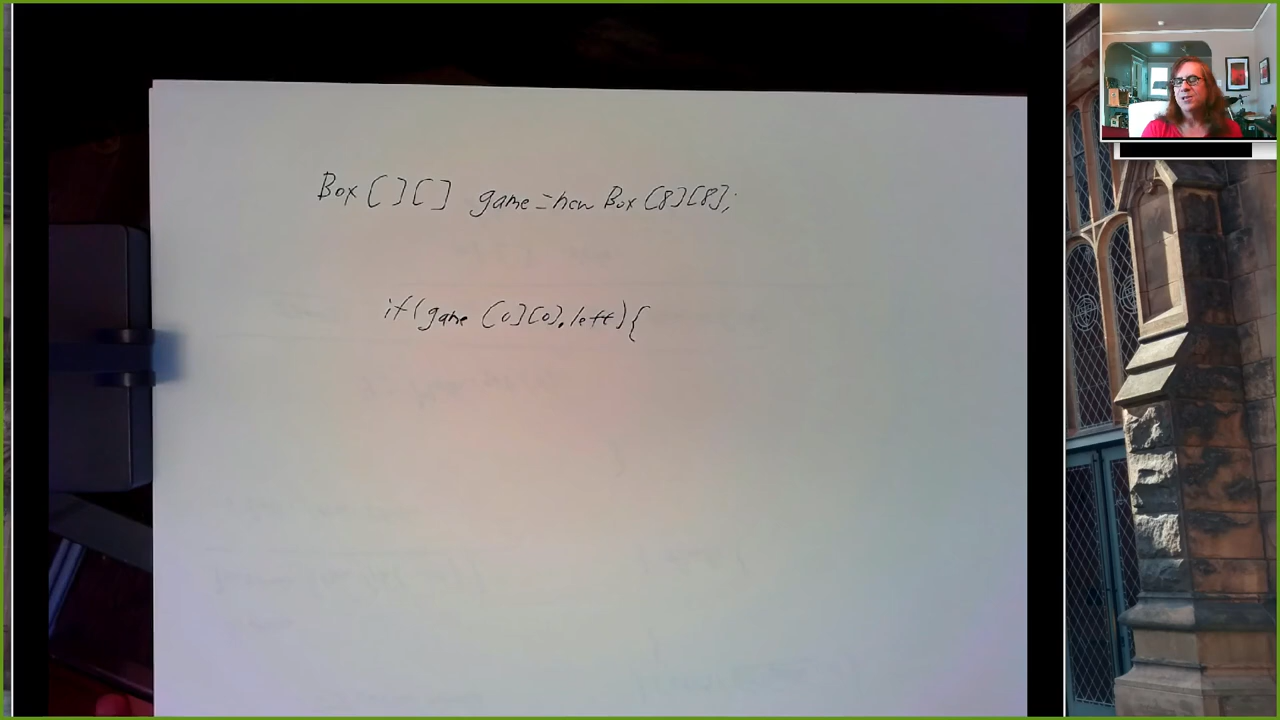 Box [][] game = new Box [8][8];
if (game [0][0].left) {